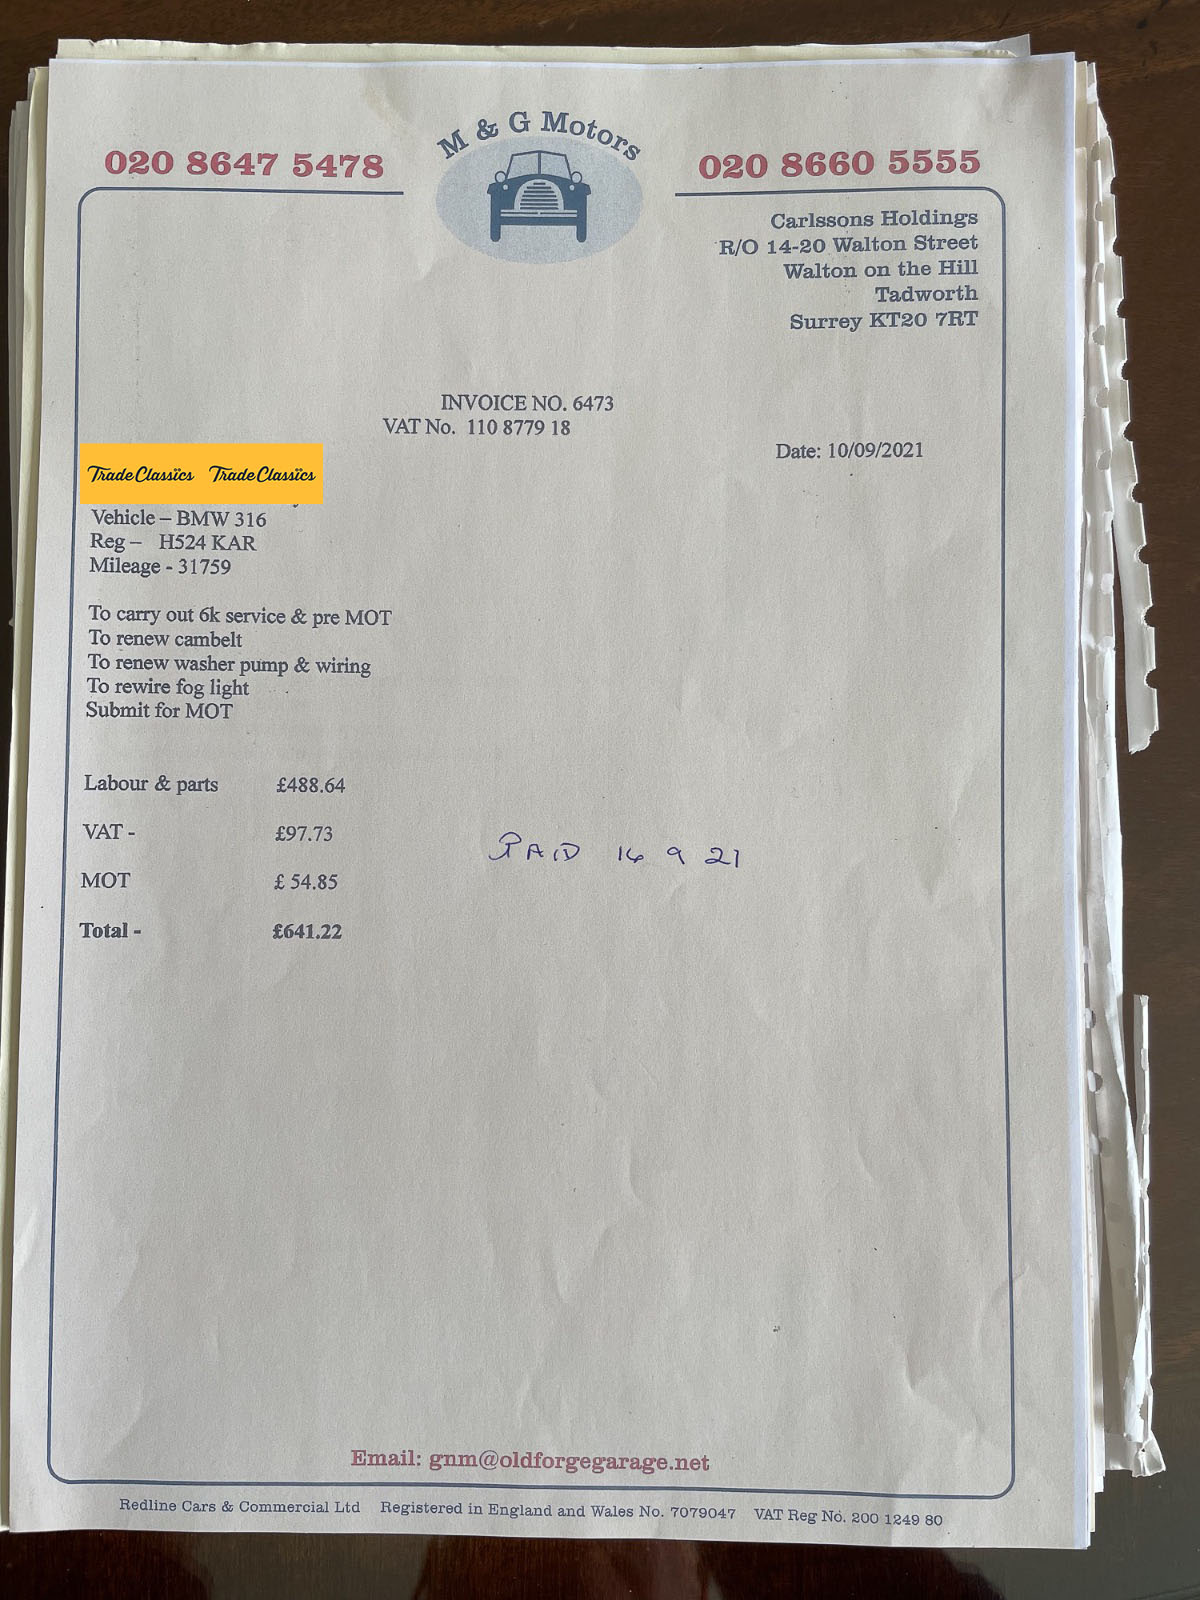 M & G Motors
020 8647 5478
020 8660 5555
Carlssons Holdings
R/O 14-20 Walton Street
Walton on the Hill
Tadworth
Surrey KT20 7RT
INVOICE NO. 6473
VAT No. 110 8779 18
Date: 10/09/2021
Trade Classics Trade Classics
Vehicle – BMW 316
Reg – H524 KAR
Mileage - 31759
To carry out 6k service & pre MOT
To renew cambelt
To renew washer pump & wiring
To rewire fog light
Submit for MOT
Labour & parts £488.64
VAT - £97.73
PAID 16 9 21
MOT £ 54.85
Total - £641.22
Email: gnm@oldforgegarage.net
Redline Cars & Commercial Ltd Registered in England and Wales No. 7079047 VAT Reg No. 200 1249 80